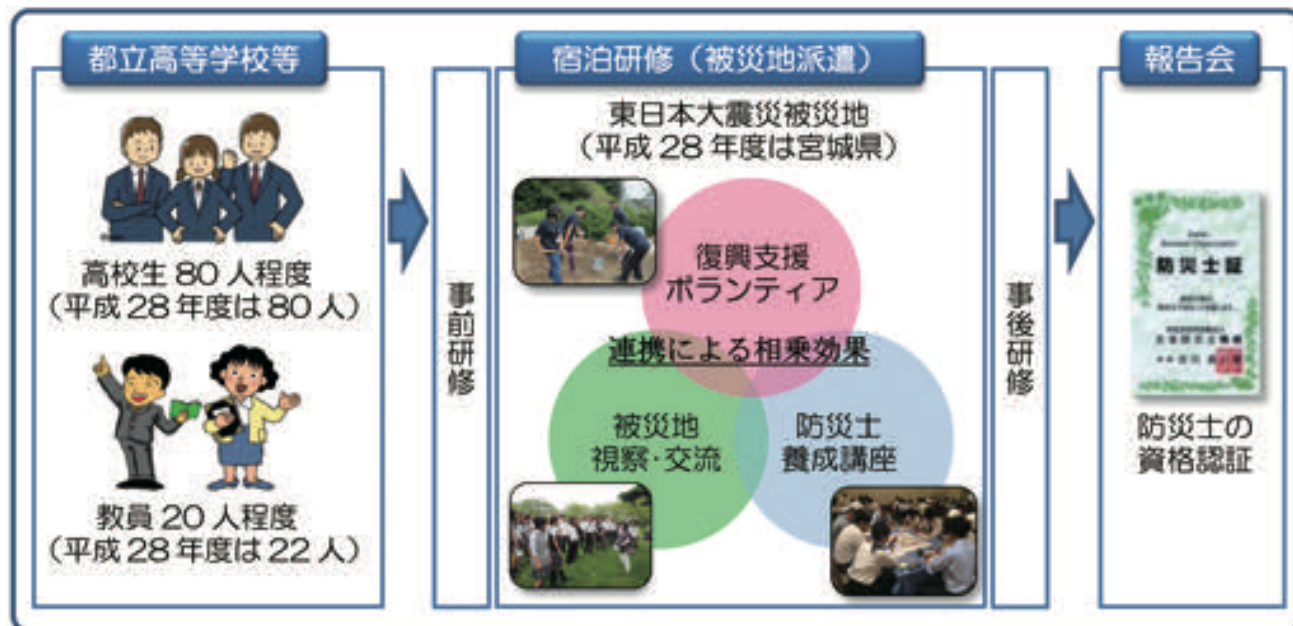 都立高等学校等
高校生 80 人程度
(平成 28 年度は 80 人)
教員 20 人程度
(平成 28 年度は 22 人)
事前研修
宿泊研修(被災地派遣)
東日本大震災被災地
(平成 28 年度は宮城県)
復興支援
ボランティア
連携による相乗効果
被災地
視察・交流
防災士
養成講座
事後研修
報告会
防災士証
防災士の
資格認証